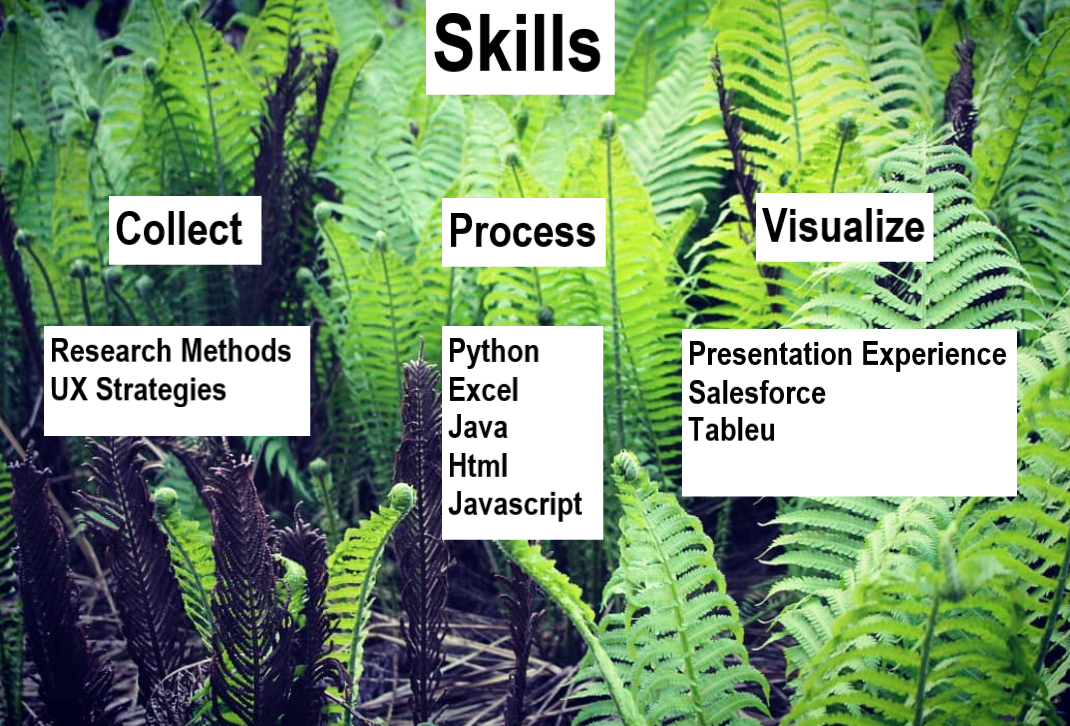 Skills
Collect
Process
Visualize
Research Methods
UX Strategies
Python
Excel
Java
Html
Javascript
Presentation Experience
Salesforce
Tableu